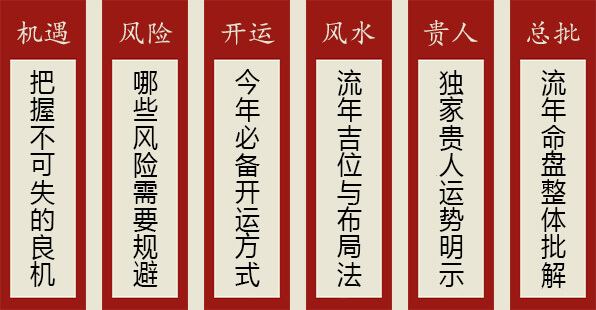 机遇
把握不可失的良机
风险
哪些风险需要规避
开运
今年必备开运方式
风水
流年吉位与布局法
贵人
独家贵人运势明示
总批
流年命盘整体批解